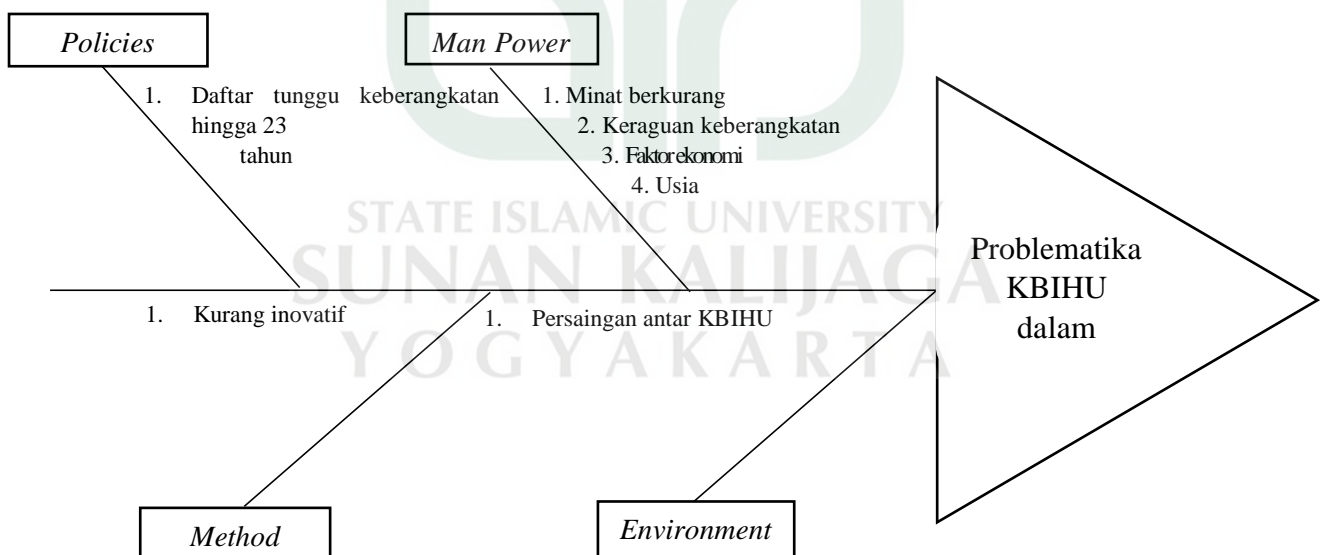 Policies
Man Power
1. Daftar tunggu keberangkatan
hingga 23
tahun
1. Minat berkurang
2. Keraguan keberangkatan
3. Faktor ekonomi
4. Usia
STATE ISLAMIC UNIVERSITY
SUNAN KALIJAGA
YOGYAKARTA
Problematika
KBIHU
dalam
1. Kurang inovatif
1. Persaingan antar KBIHU
Method
Environment